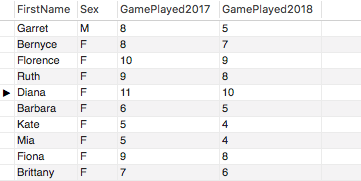 FirstName Sex GamePlayed2017 GamePlayed2018
Garret M 8 5
Bernyce F 8 7
Florence F 10 9
Ruth F 9 8
Diana F 11 10
Barbara F 6 5
Kate F 5 4
Mia F 5 4
Fiona F 9 8
Brittany F 7 6